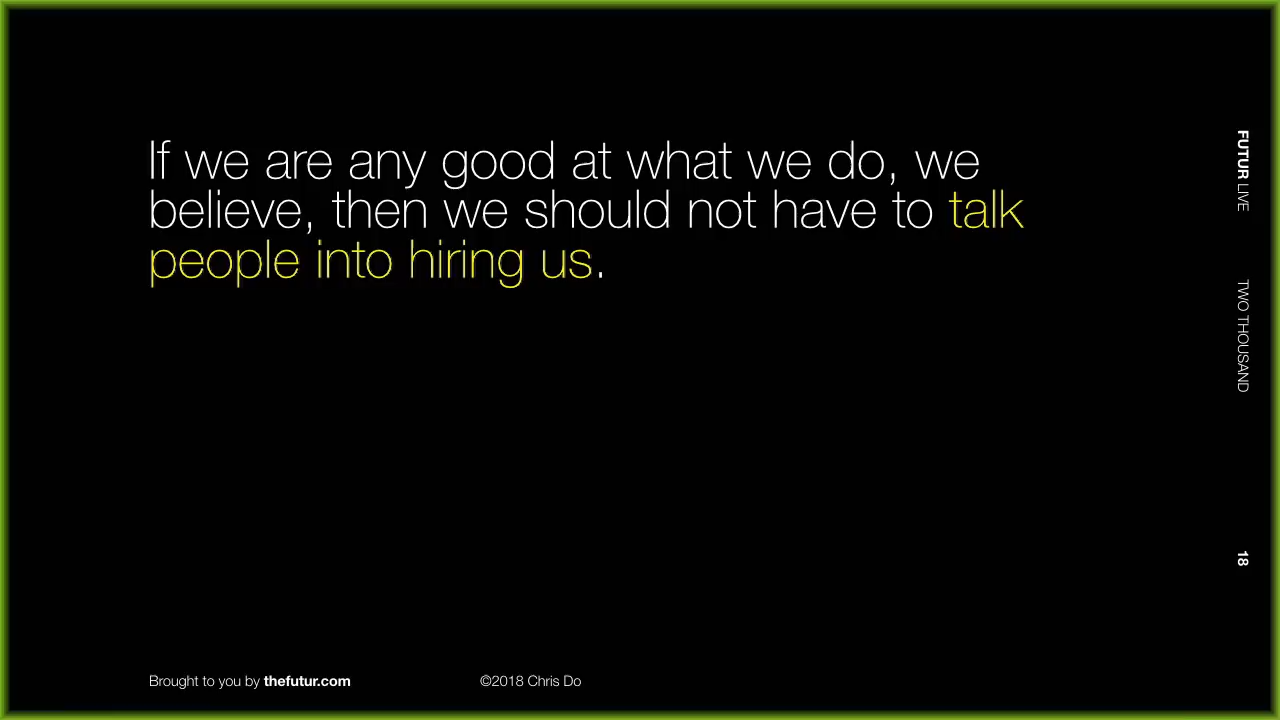 If we are any good at what we do, we
believe, then we should not have to talk
people into hiring us.
FUTUR LIVE
TWO THOUSAND
18
Brought to you by thefutur.com
©2018 Chris Do